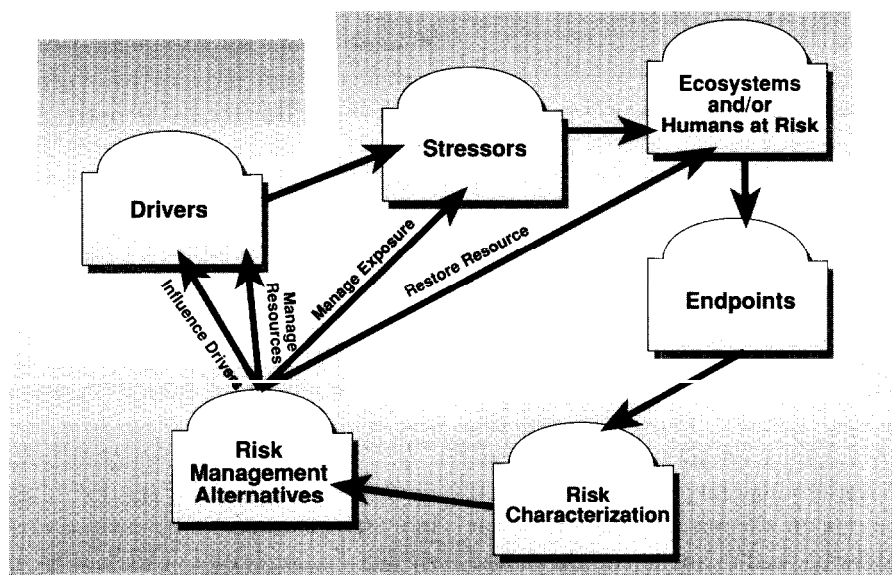 Ecosystems
and/or
Humans at Risk
Stressors
Drivers
Manage Exposure
Restore Resource
Manage
Resources
Influence Driver
Endpoints
Risk
Management
Alternatives
Risk
Characterization